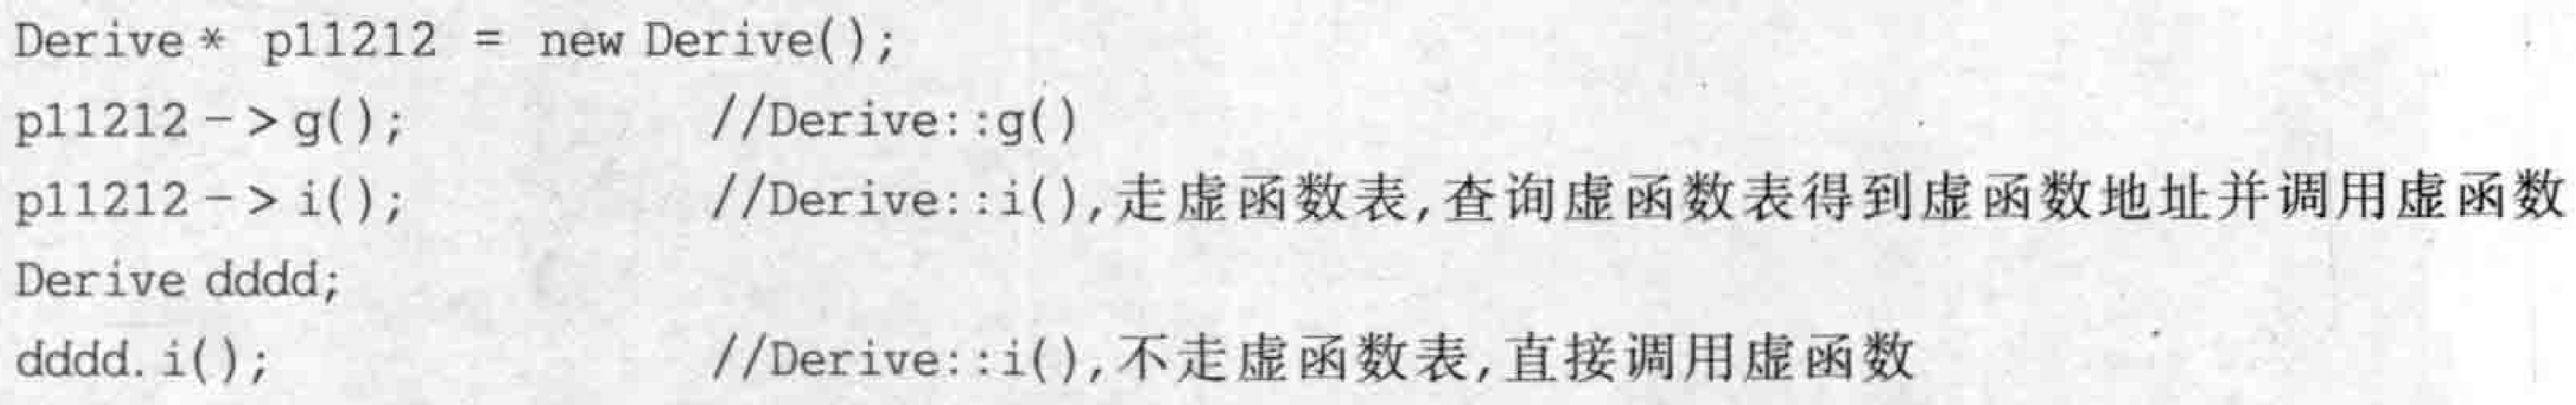 Derive * p11212 = new Derive();
p11212 -> g(); //Derive::g()
p11212 -> i(); //Derive::i(),走虚函数表,查询虚函数表得到虚函数地址并调用虚函数
Derive dddd;
dddd.i(); //Derive::i(),不走虚函数表,直接调用虚函数